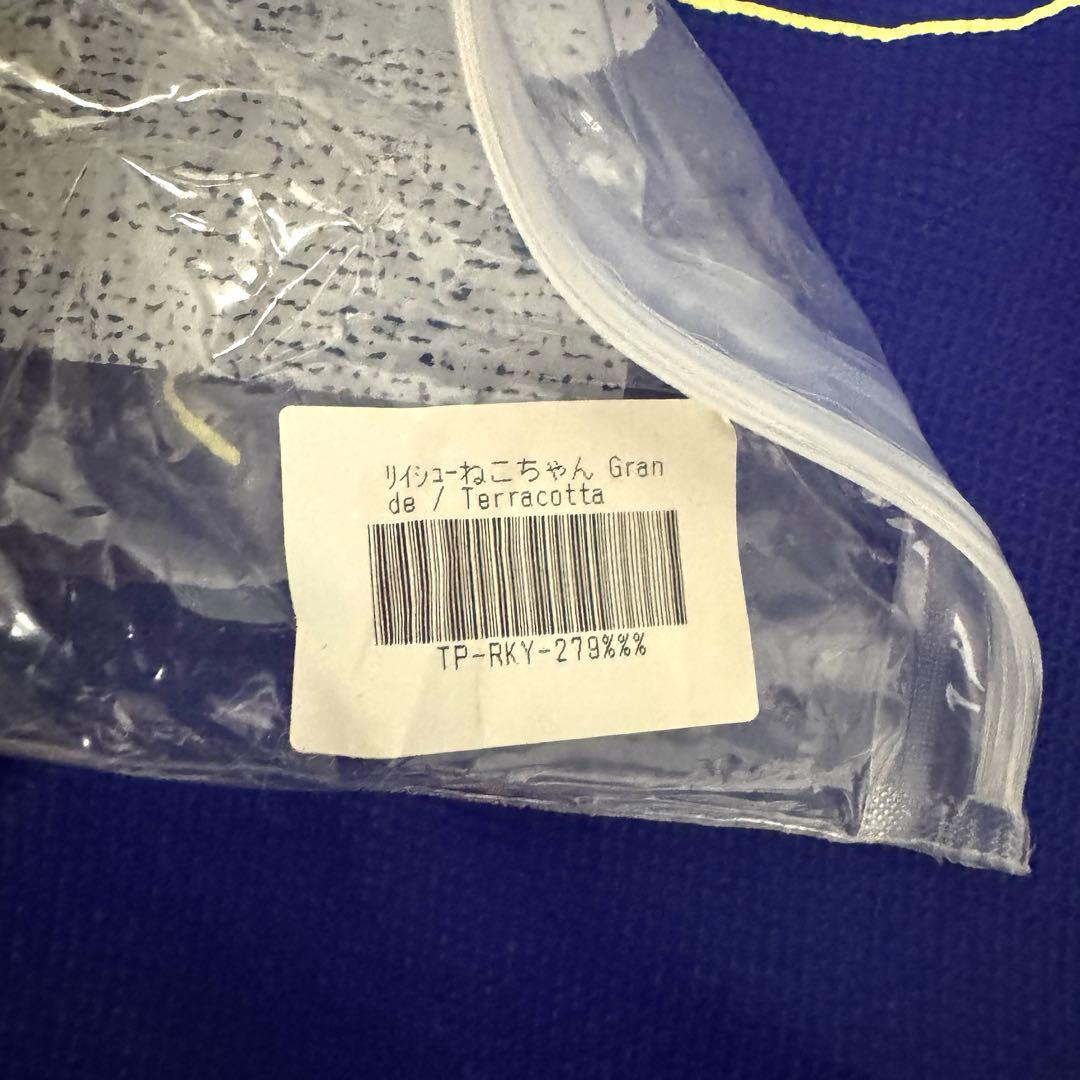 ﾘｲｼｭｰねこちゃん Gran
de / Terracotta
TP-RKY-279%%%